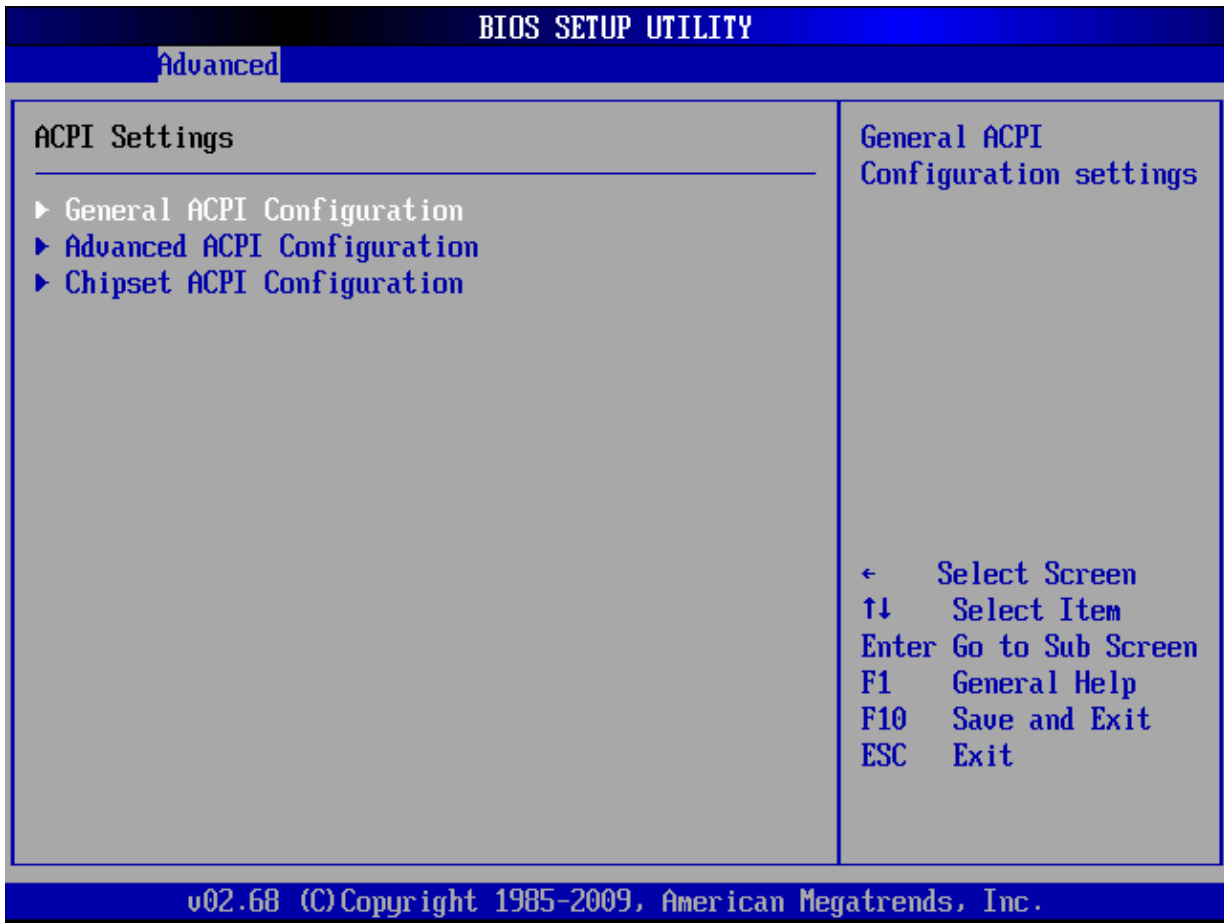 BIOS SETUP UTILITY
Advanced
ACPI Settings
▶ General ACPI Configuration
▶ Advanced ACPI Configuration
▶ Chipset ACPI Configuration
General ACPI
Configuration settings
← Select Screen
↑↓ Select Item
Enter Go to Sub Screen
F1 General Help
F10 Save and Exit
ESC Exit
v02.68 (C)Copyright 1985-2009, American Megatrends, Inc.